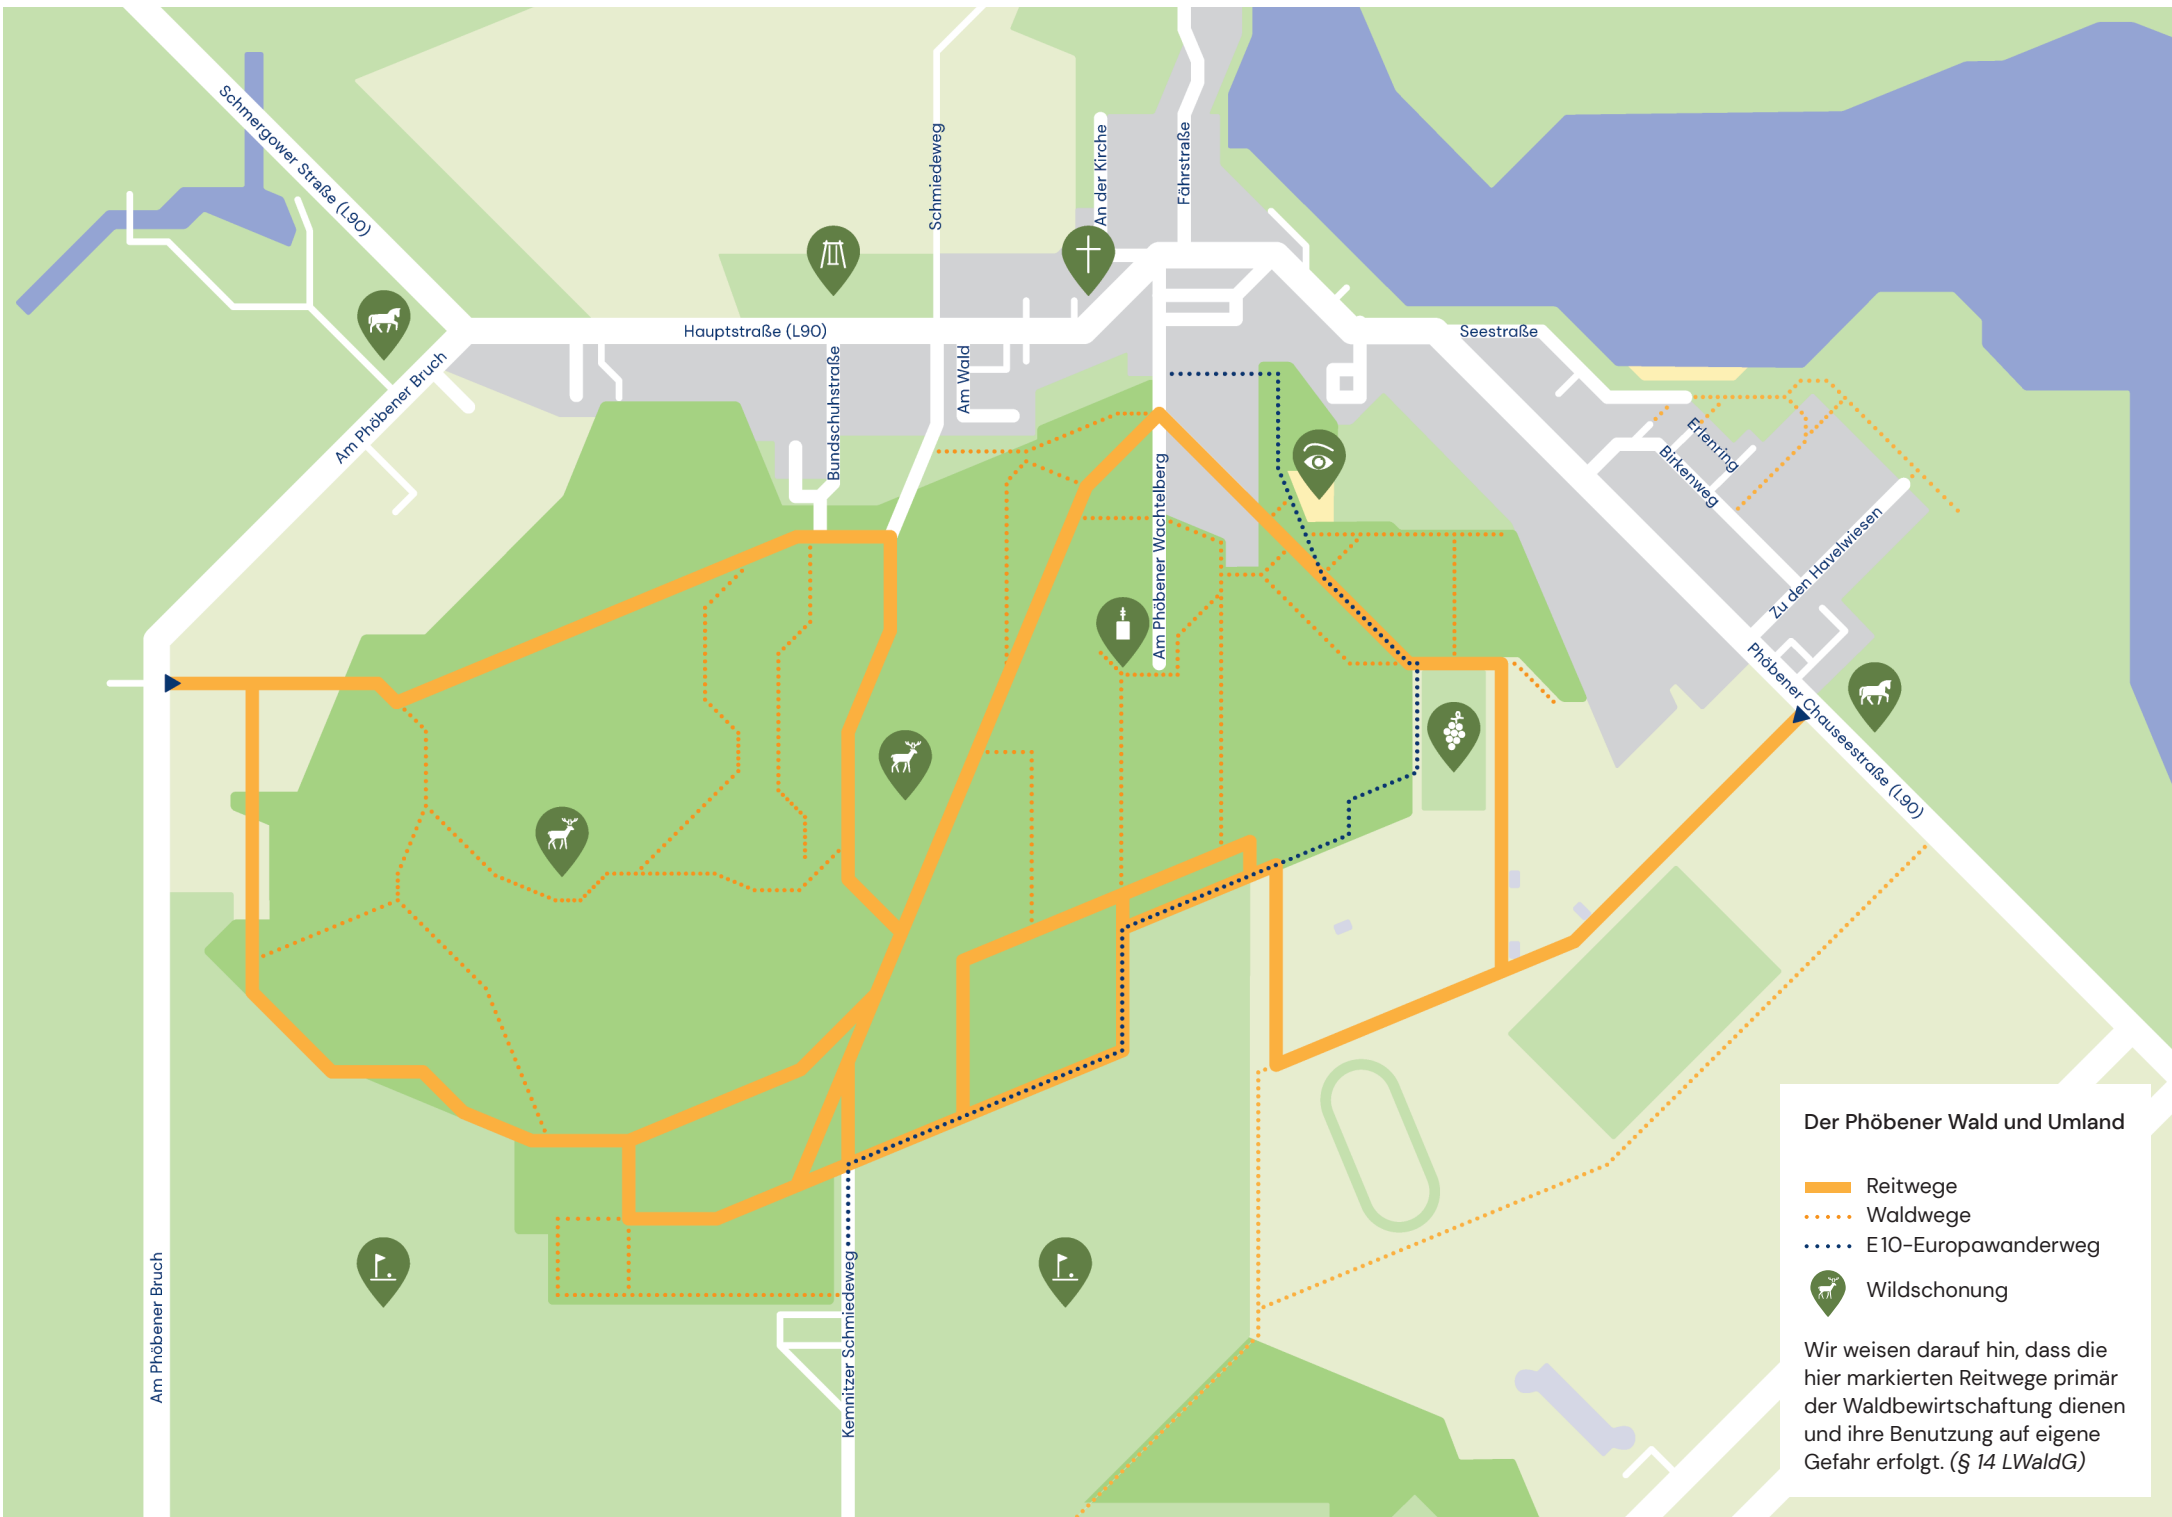 Schmergower Straße (L90)
Schmiedeweg
An der Kirche
Fährstraße
Hauptstraße (L90)
Seestraße
Am Phöbener Bruch
Bundschuhstraße
Am Wald
Am Phöbener Wachtelberg
Erlenring
Birkenweg
Zu den Havelwiesen
Phöbener Chauseestraße (L90)
Am Phöbener Bruch
Kemnitzer Schmiedeweg
Der Phöbener Wald und Umland
Reitwege
Waldwege
E10-Europawanderweg
Wildschonung
Wir weisen darauf hin, dass die
hier markierten Reitwege primär
der Waldbewirtschaftung dienen
und ihre Benutzung auf eigene
Gefahr erfolgt. (§ 14 LWaldG)